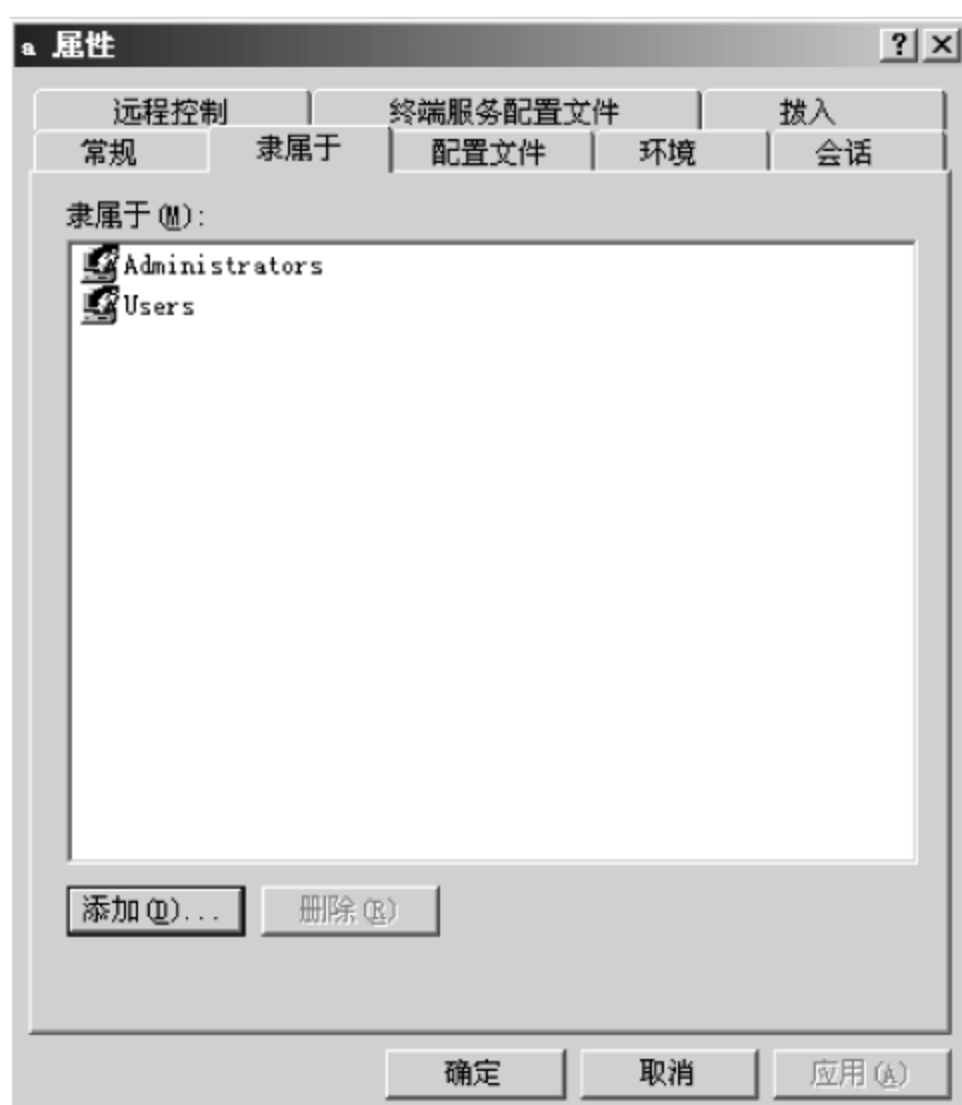 a 属性
远程控制 终端服务配置文件 拨入
常规 隶属于 配置文件 环境 会话
隶属于(M):
Administrators
Users
添加(D)... 删除(R)
确定 取消 应用(A)